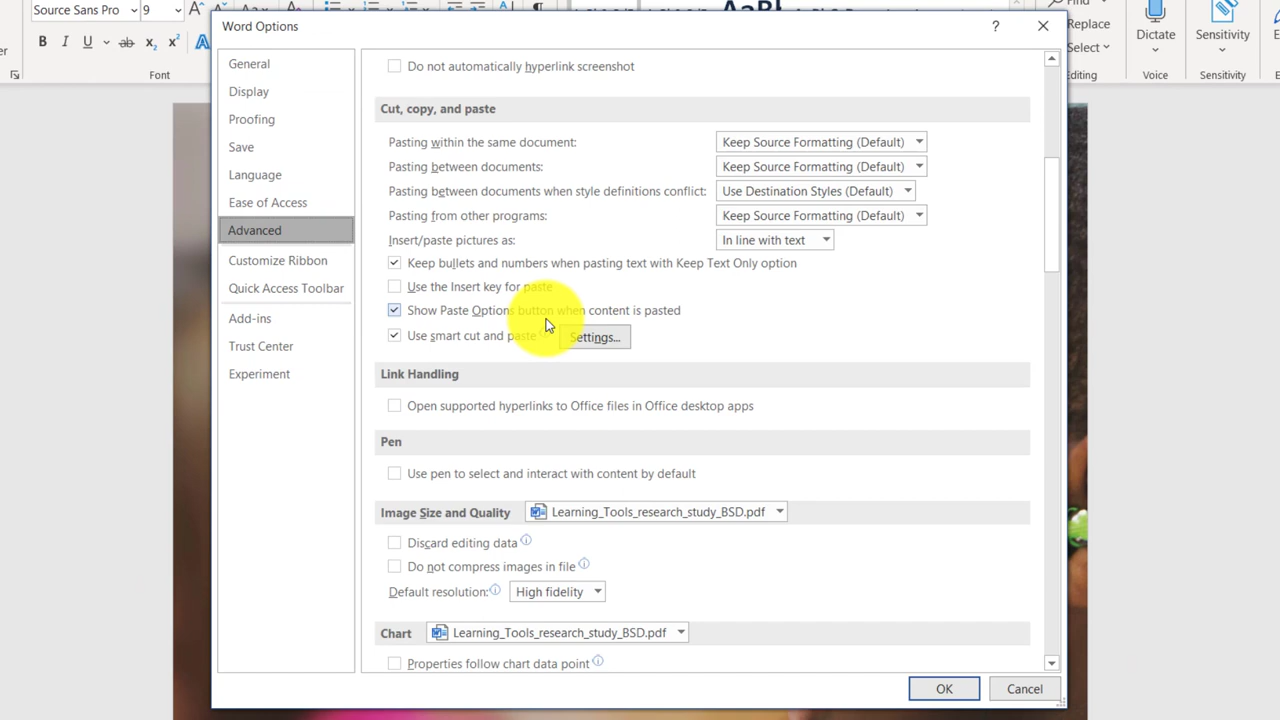 Source Sans Pro 9
Word Options
AaBl
Find
Replace
Select
Editing
Dictate
Voice
Sensitivity
Sensitivity
Font
General
Display
Proofing
Save
Language
Ease of Access
Advanced
Customize Ribbon
Quick Access Toolbar
Add-ins
Trust Center
Experiment
Do not automatically hyperlink screenshot
Cut, copy, and paste
Pasting within the same document: Keep Source Formatting (Default)
Pasting between documents: Keep Source Formatting (Default)
Pasting between documents when style definitions conflict: Use Destination Styles (Default)
Pasting from other programs: Keep Source Formatting (Default)
Insert/paste pictures as: In line with text
Keep bullets and numbers when pasting text with Keep Text Only option
Use the Insert key for paste
Show Paste Options button when content is pasted
Use smart cut and paste Settings...
Link Handling
Open supported hyperlinks to Office files in Office desktop apps
Pen
Use pen to select and interact with content by default
Image Size and Quality Learning_Tools_research_study_BSD.pdf
Discard editing data
Do not compress images in file
Default resolution: High fidelity
Chart Learning_Tools_research_study_BSD.pdf
Properties follow chart data point
OK Cancel